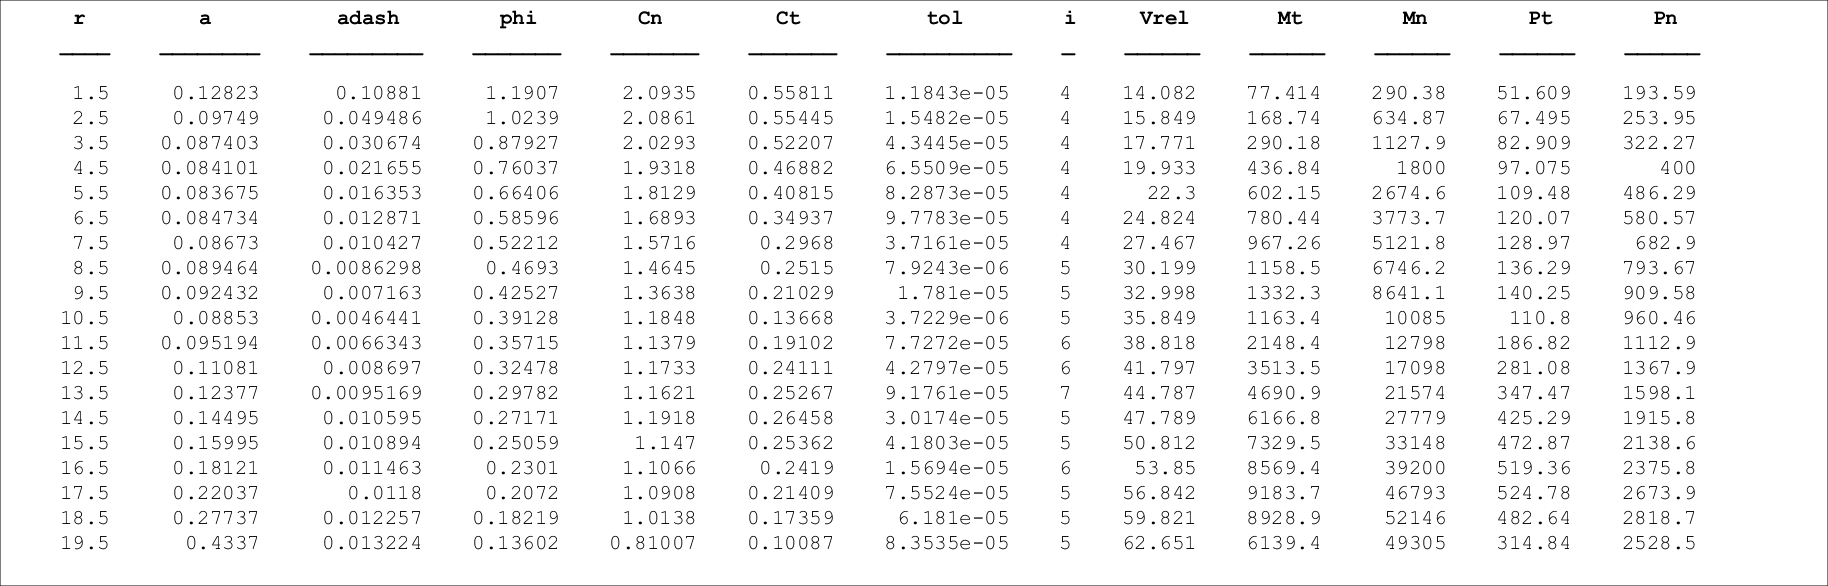 r a adash phi Cn Ct tol i Vrel Mt Mn Pt Pn
1.5 0.12823 0.10881 1.1907 2.0935 0.55811 1.1843e-05 4 14.082 77.414 290.38 51.609 193.59
2.5 0.09749 0.049486 1.0239 2.0861 0.55445 1.5482e-05 4 15.849 168.74 634.87 67.495 253.95
3.5 0.087403 0.030674 0.87927 2.0293 0.52207 4.3445e-05 4 17.771 290.18 1127.9 82.909 322.27
4.5 0.084101 0.021655 0.76037 1.9318 0.46882 6.5509e-05 4 19.933 436.84 1800 97.075 400
5.5 0.083675 0.016353 0.66406 1.8129 0.40815 8.2873e-05 4 22.3 602.15 2674.6 109.48 486.29
6.5 0.084734 0.012871 0.58596 1.6893 0.34937 9.7783e-05 4 24.824 780.44 3773.7 120.07 580.57
7.5 0.08673 0.010427 0.52212 1.5716 0.2968 3.7161e-05 4 27.467 967.26 5121.8 128.97 682.9
8.5 0.089464 0.0086298 0.4693 1.4645 0.2515 7.9243e-06 5 30.199 1158.5 6746.2 136.29 793.67
9.5 0.092432 0.007163 0.42527 1.3638 0.21029 1.781e-05 5 32.998 1332.3 8641.1 140.25 909.58
10.5 0.08853 0.0046441 0.39128 1.1848 0.13668 3.7229e-06 5 35.849 1163.4 10085 110.8 960.46
11.5 0.095194 0.0066343 0.35715 1.1379 0.19102 7.7272e-05 6 38.818 2148.4 12798 186.82 1112.9
12.5 0.11081 0.008697 0.32478 1.1733 0.24111 4.2797e-05 6 41.797 3513.5 17098 281.08 1367.9
13.5 0.12377 0.0095169 0.29782 1.1621 0.25267 9.1761e-05 7 44.787 4690.9 21574 347.47 1598.1
14.5 0.14495 0.010595 0.27171 1.1918 0.26458 3.0174e-05 5 47.789 6166.8 27779 425.29 1915.8
15.5 0.15995 0.010894 0.25059 1.147 0.25362 4.1803e-05 5 50.812 7329.5 33148 472.87 2138.6
16.5 0.18121 0.011463 0.2301 1.1066 0.2419 1.5694e-05 6 53.85 8569.4 39200 519.36 2375.8
17.5 0.22037 0.0118 0.2072 1.0908 0.21409 7.5524e-05 5 56.842 9183.7 46793 524.78 2673.9
18.5 0.27737 0.012257 0.18219 1.0138 0.17359 6.181e-05 5 59.821 8928.9 52146 482.64 2818.7
19.5 0.4337 0.013224 0.13602 0.81007 0.10087 8.3535e-05 5 62.651 6139.4 49305 314.84 2528.5